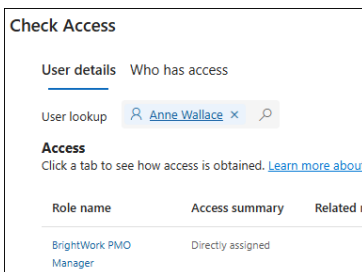 Check Access
User details Who has access
User lookup Anne Wallace ×
Access
Click a tab to see how access is obtained. Learn more about
Role name Access summary Related
BrightWork PMO Directly assigned
Manager